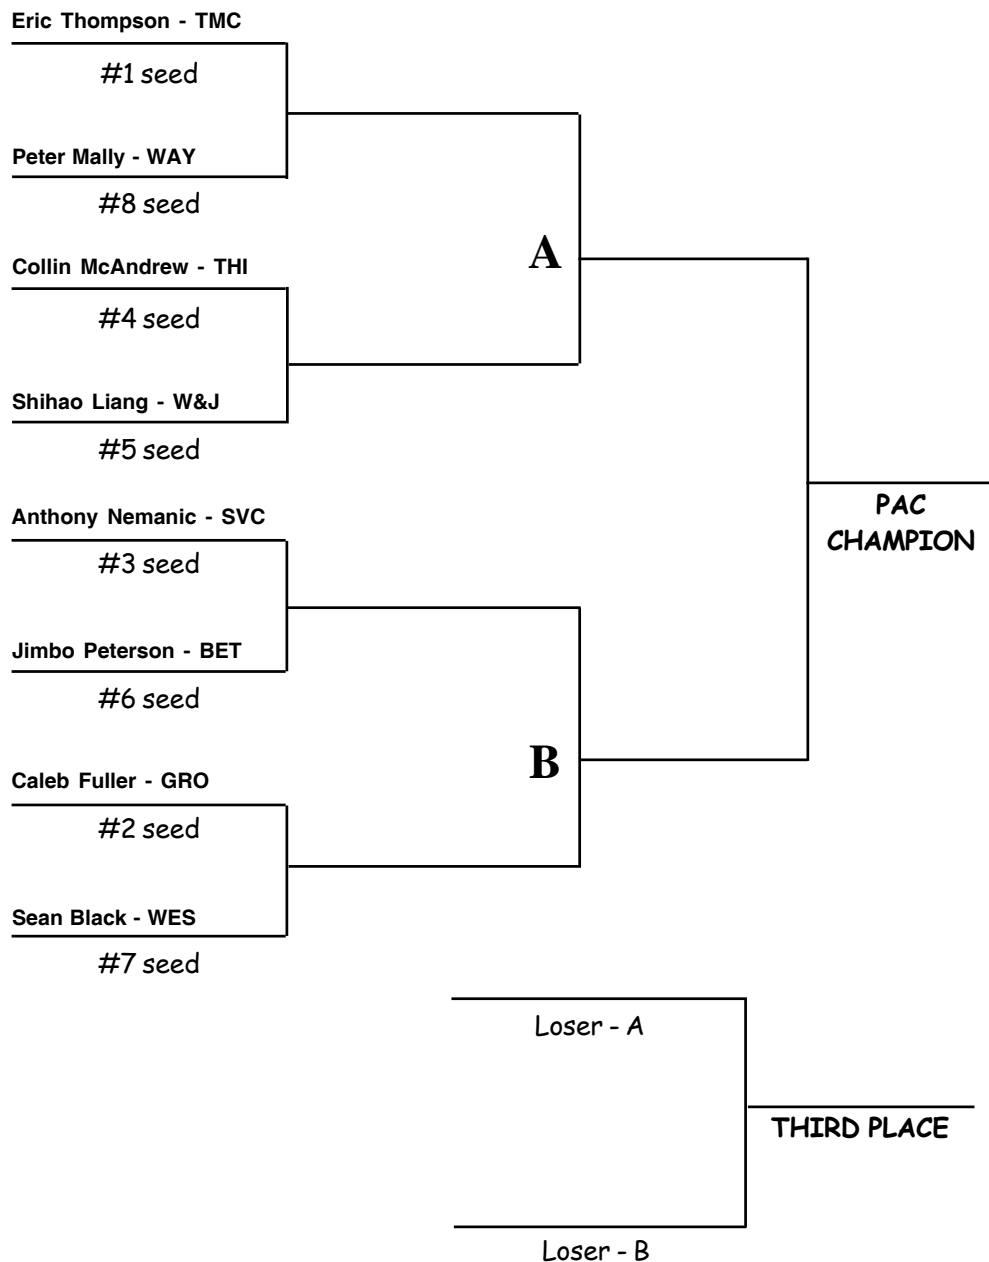 Eric Thompson - TMC
#1 seed
Peter Mally - WAY
#8 seed
Collin McAndrew - THI
A
#4 seed
Shihao Liang - W&J
#5 seed
Anthony Nemanic - SVC
#3 seed
PAC
CHAMPION
Jimbo Peterson - BET
#6 seed
B
Caleb Fuller - GRO
#2 seed
Sean Black - WES
#7 seed
Loser - A
THIRD PLACE
Loser - B